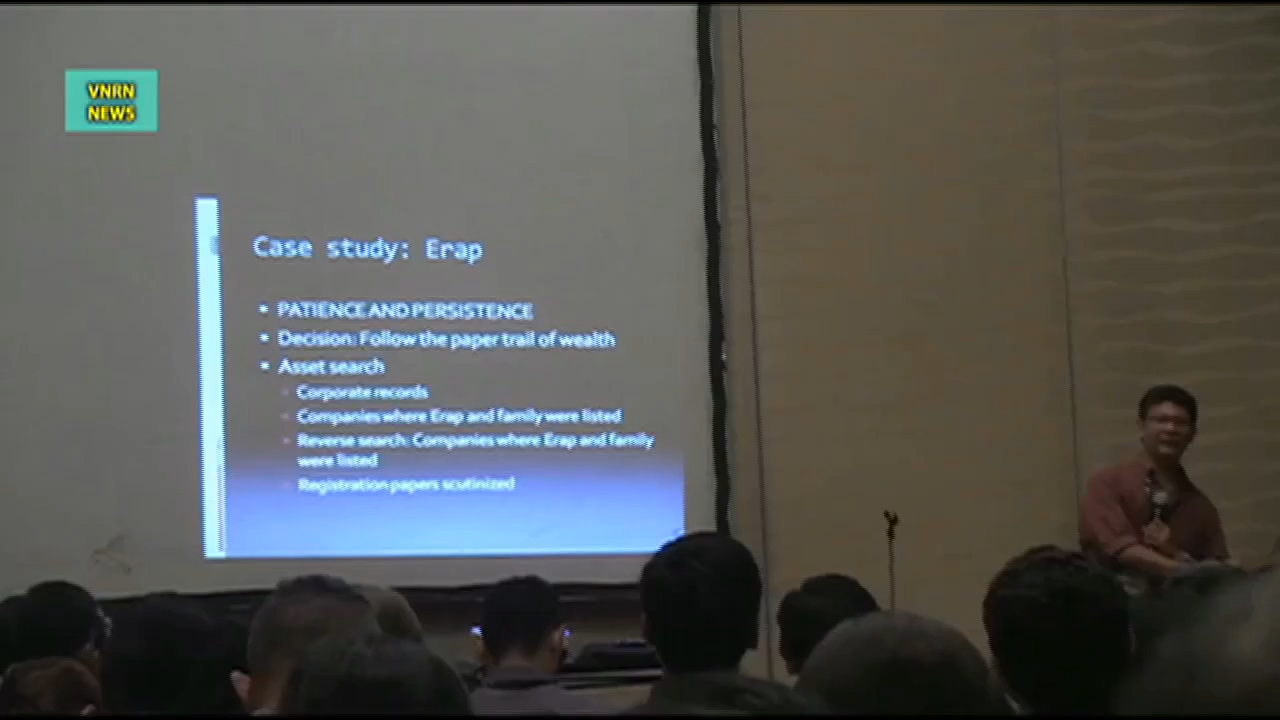 VNRN
NEWS
Case study: Erap
PATIENCE AND PERSISTENCE
Decision: Follow the paper trail of wealth
Asset search
Corporate records
Companies where Erap and family were listed
Reverse search: Companies where Erap and family
were listed
Registration papers scutinized